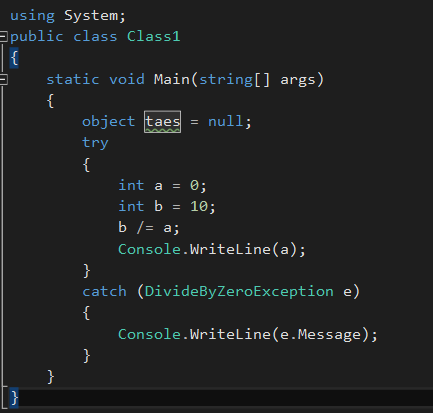 using System;
public class Class1
{
    static void Main(string[] args)
    {
        object taes = null;
        try
        {
            int a = 0;
            int b = 10;
            b /= a;
            Console.WriteLine(a);
        }
        catch (DivideByZeroException e)
        {
            Console.WriteLine(e.Message);
        }
    }
}